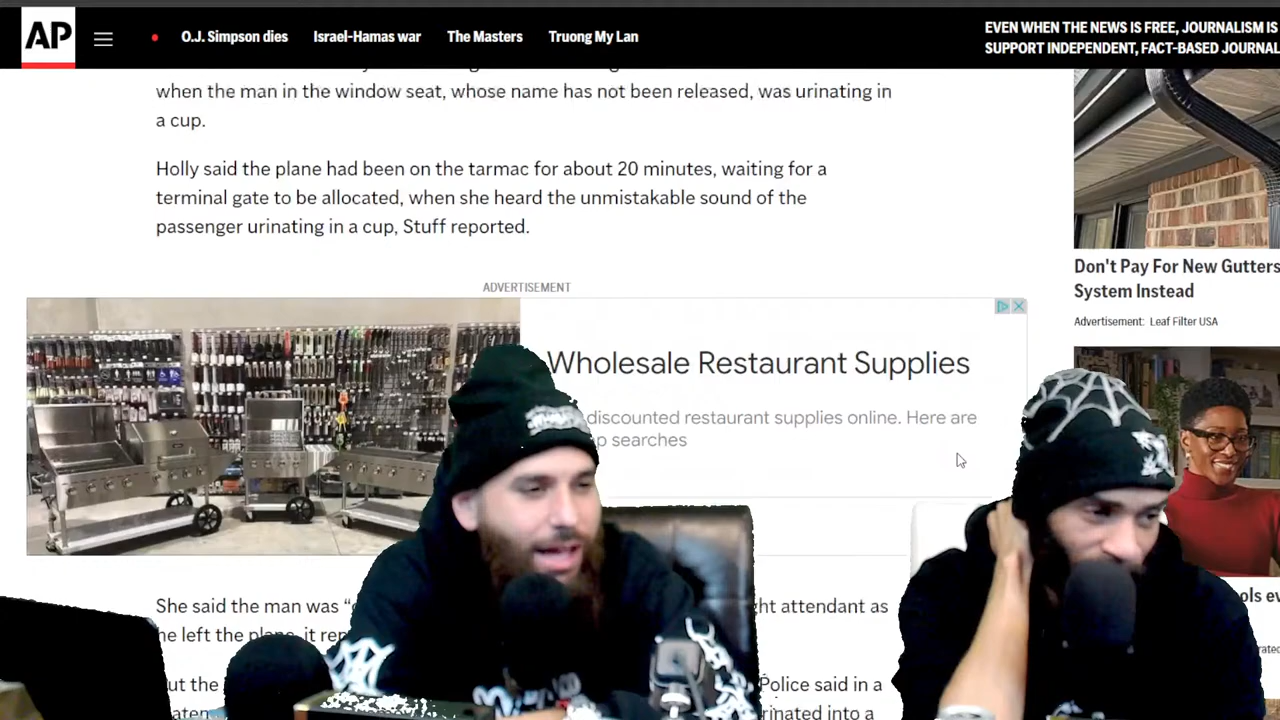 AP
O.J. Simpson dies
Israel-Hamas war
The Masters
Truong My Lan
EVEN WHEN THE NEWS IS FREE, JOURNALISM IS
SUPPORT INDEPENDENT, FACT-BASED JOURNAL
when the man in the window seat, whose name has not been released, was urinating in
a cup.
Holly said the plane had been on the tarmac for about 20 minutes, waiting for a
terminal gate to be allocated, when she heard the unmistakable sound of the
passenger urinating in a cup, Stuff reported.
ADVERTISEMENT
Wholesale Restaurant Supplies
discounted restaurant supplies online. Here are
searches
Don't Pay For New Gutters
System Instead
Advertisement: Leaf Filter USA
She said the man was
attendant as
he left the
the
Police said in a
into a